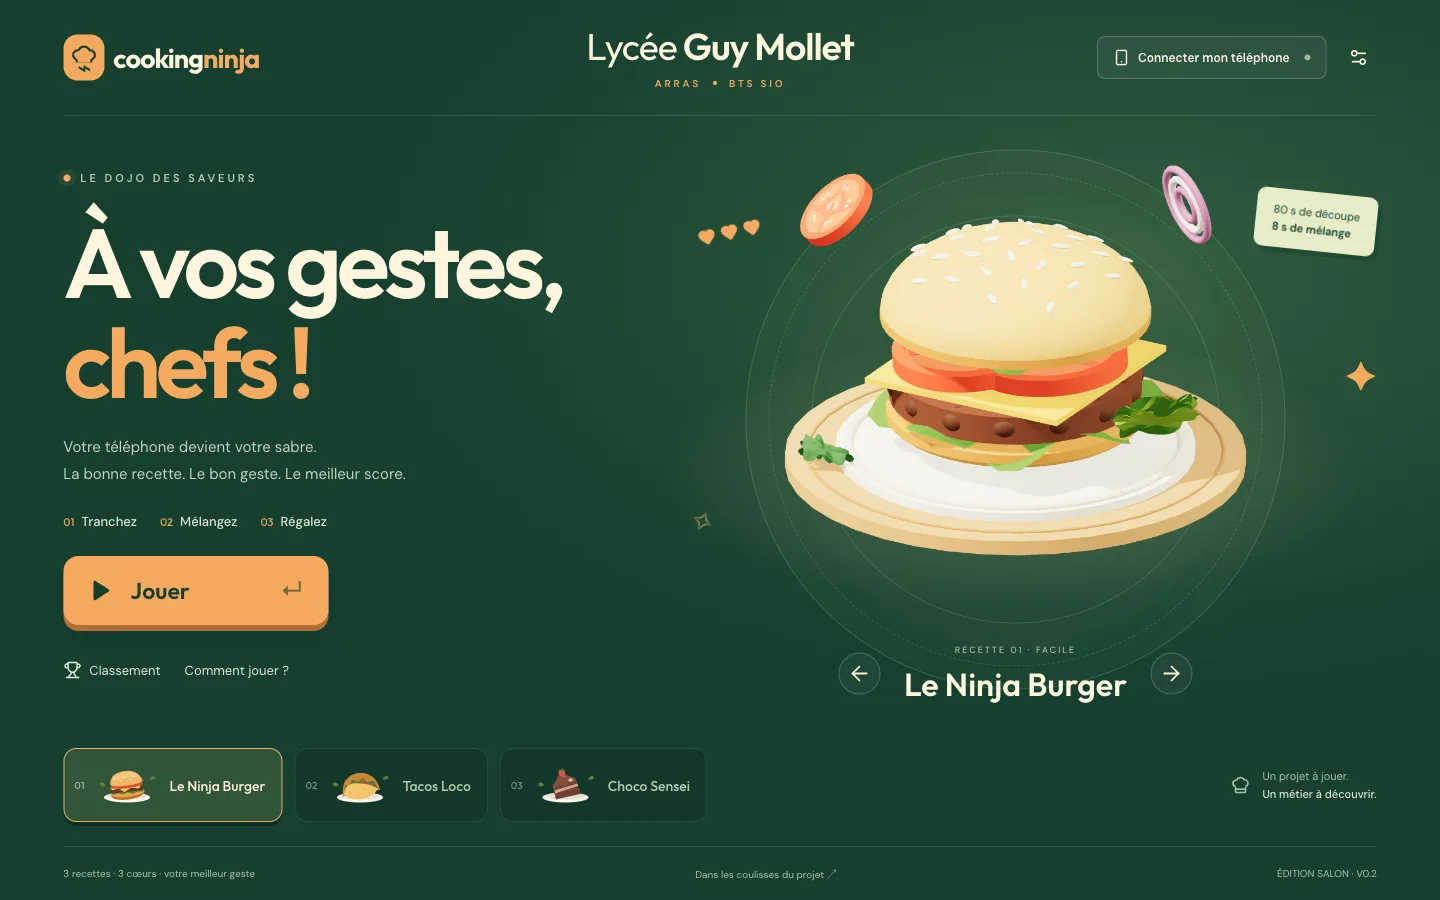 cookingninja
Lycée Guy Mollet
ARRAS • BTS SIO
Connecter mon téléphone
LE DOJO DES SAVEURS
À vos gestes,
chefs !
Votre téléphone devient votre sabre.
La bonne recette. Le bon geste. Le meilleur score.
01 Tranchez 02 Mélangez 03 Régalez
Jouer
Classement Comment jouer ?
80 s de découpe
8 s de mélange
RECETTE 01 · FACILE
Le Ninja Burger
01 Le Ninja Burger
02 Tacos Loco
03 Choco Sensei
Un projet à jouer.
Un métier à découvrir.
3 recettes · 3 cœurs · votre meilleur geste
Dans les coulisses du projet ↗
ÉDITION SALON · V0.2